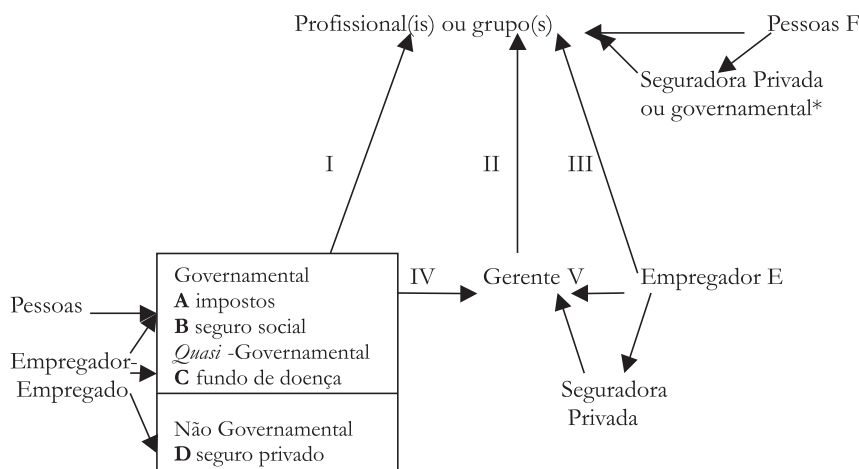 Profissional(is) ou grupo(s)
Pessoas F
Seguradora Privada
ou governamental*
I
II
III
Governamental
A impostos
B seguro social
Quasi -Governamental
C fundo de doença
Não Governamental
D seguro privado
Pessoas
Empregador-
Empregado
IV
Gerente V
Empregador E
Seguradora
Privada